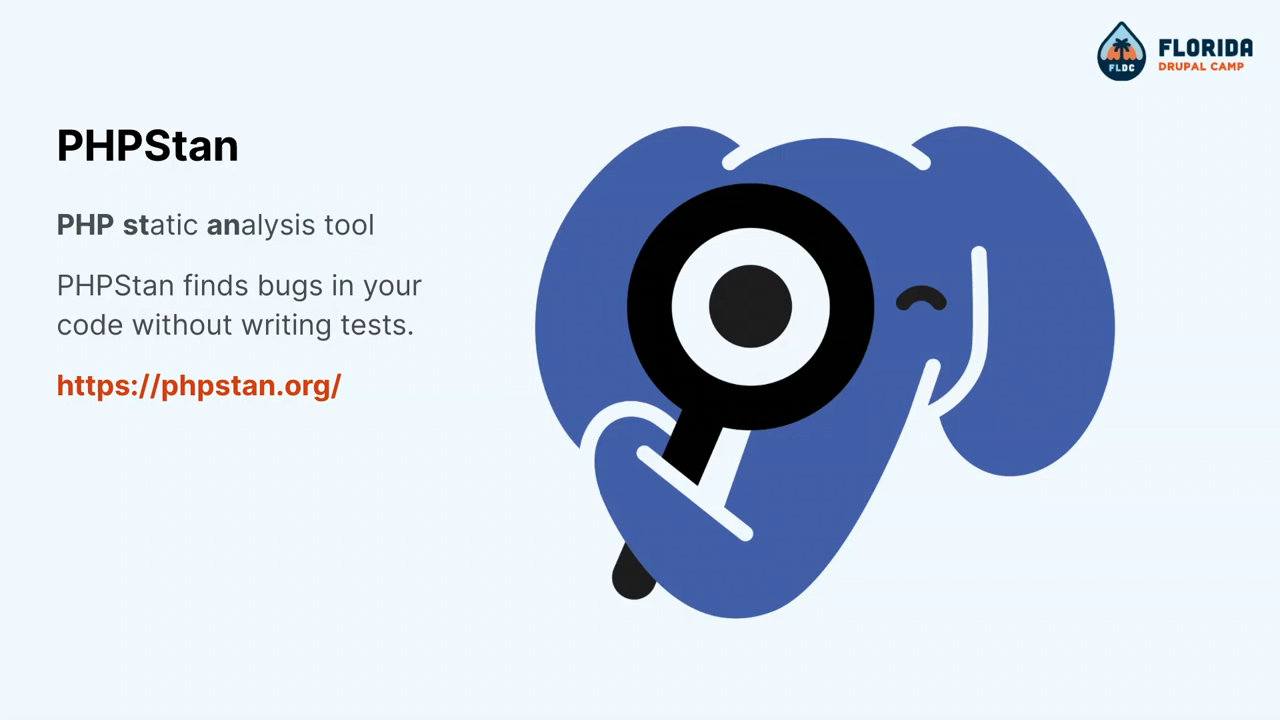 FLORIDA
DRUPAL CAMP
FLDC
PHPStan
PHP static analysis tool
PHPStan finds bugs in your
code without writing tests.
https://phpstan.org/